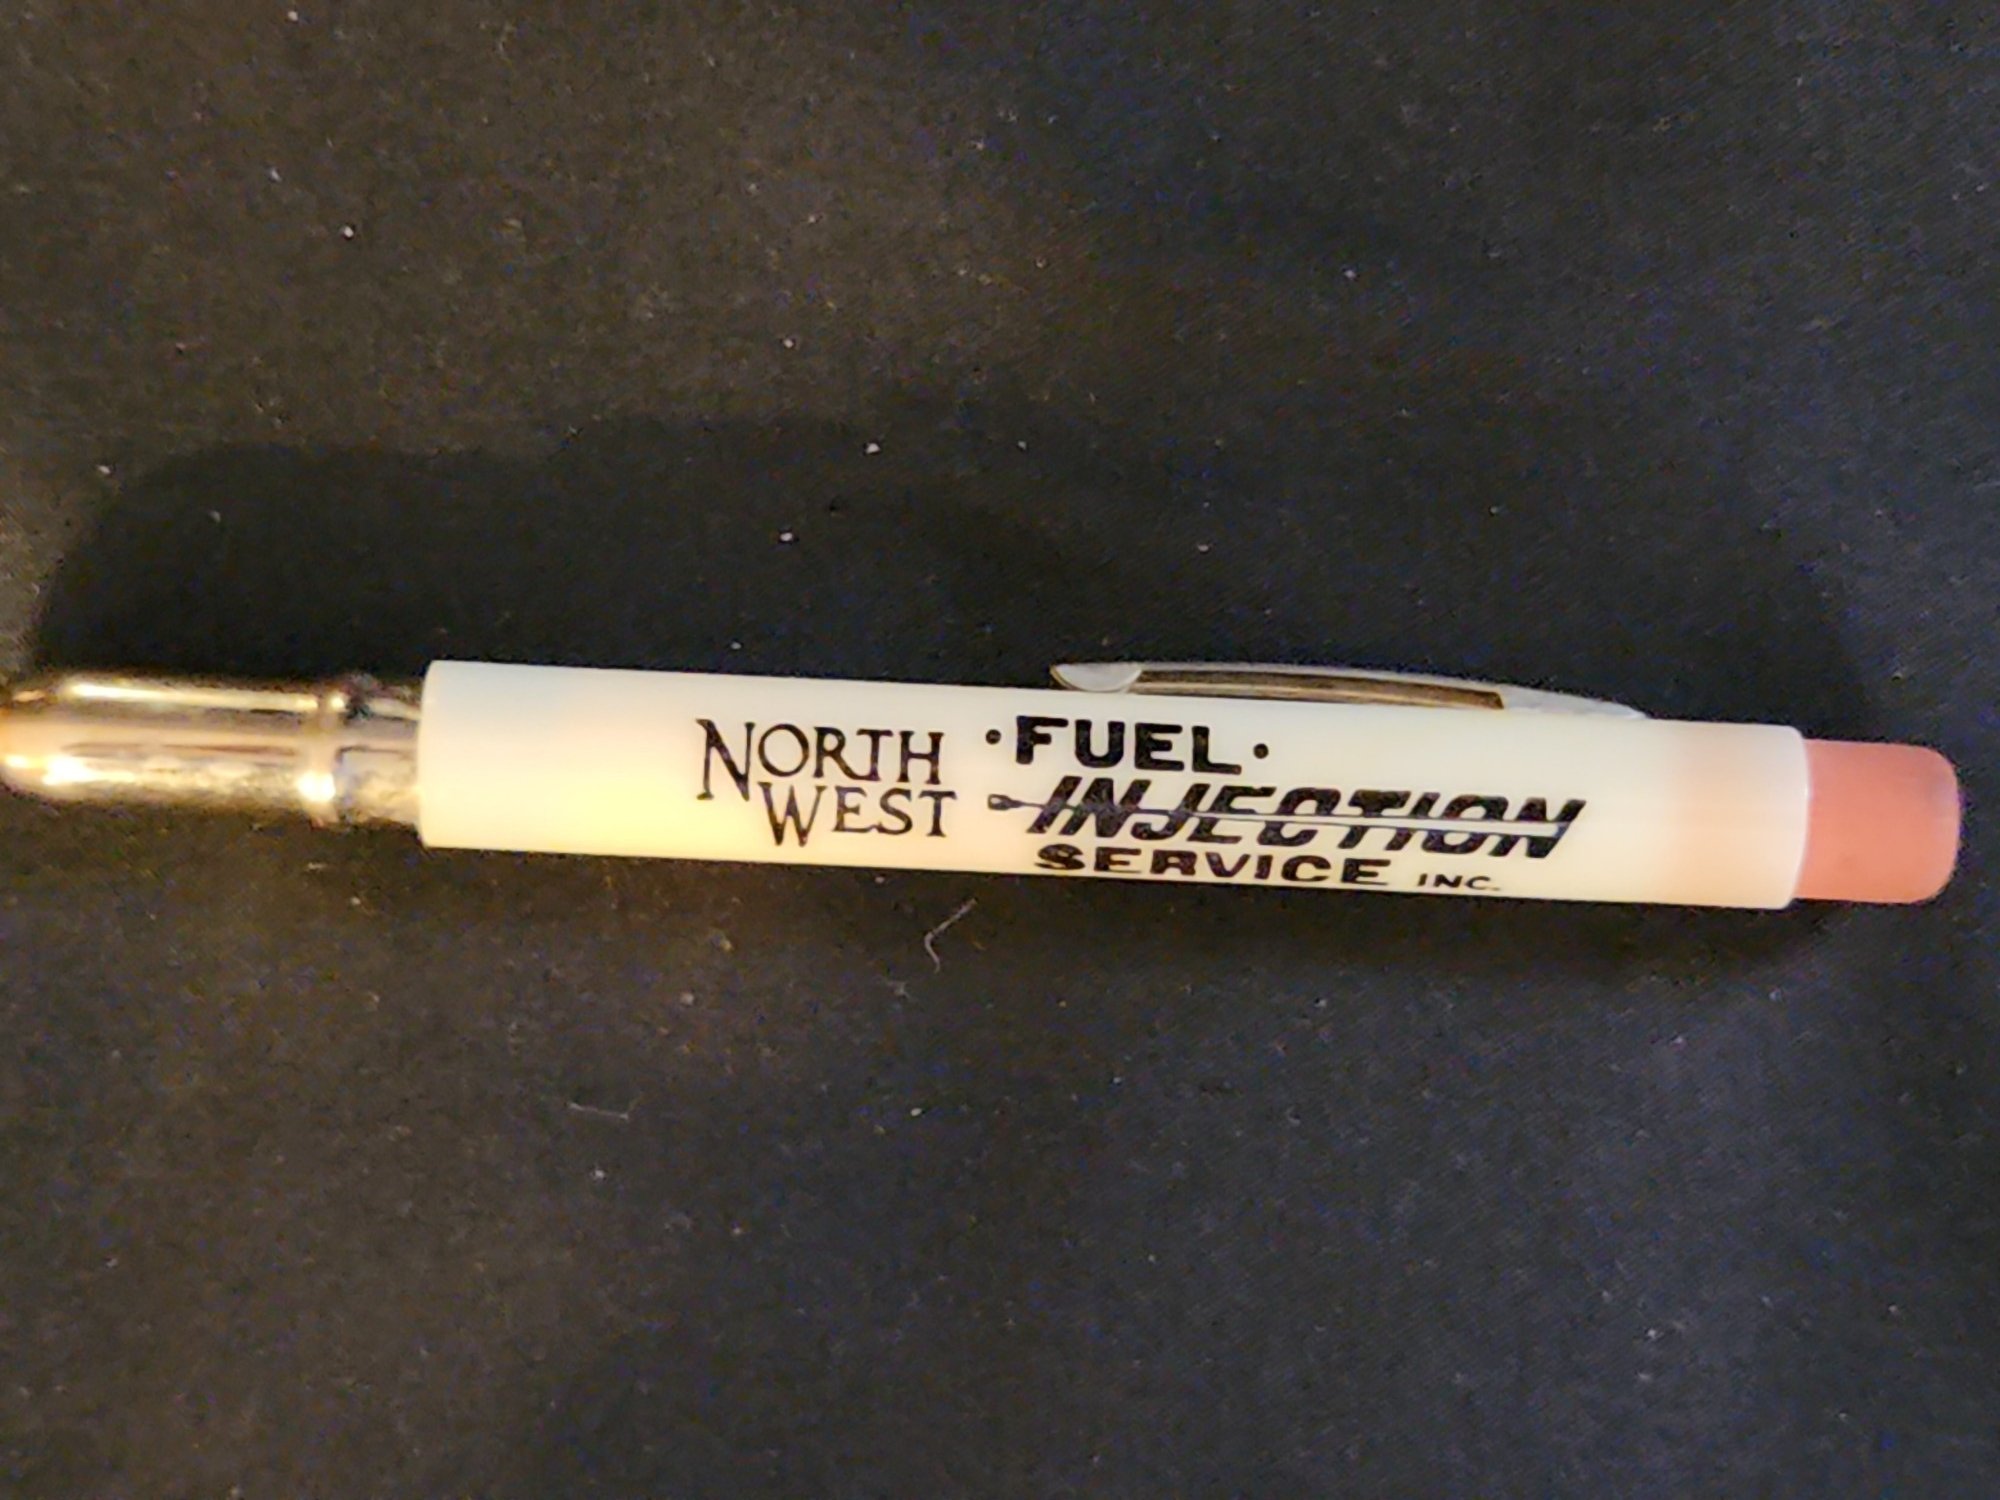 NORTH
WEST
·FUEL·
INJECTION
SERVICE INC.